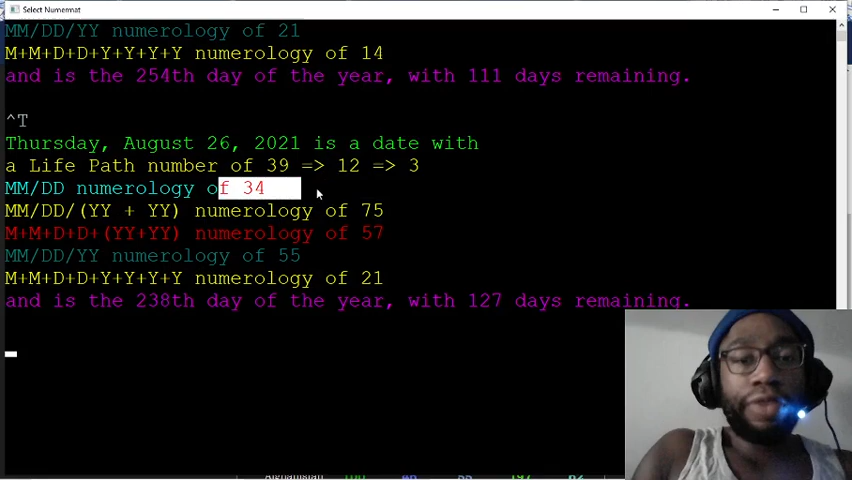 Select Numermat
MM/DD/YY numerology of 21
M+M+D+D+Y+Y+Y+Y numerology of 14
and is the 254th day of the year, with 111 days remaining.
^T
Thursday, August 26, 2021 is a date with
a Life Path number of 39 => 12 => 3
MM/DD numerology of 34
MM/DD/(YY + YY) numerology of 75
M+M+D+D+(YY+YY) numerology of 57
MM/DD/YY numerology of 55
M+M+D+D+Y+Y+Y+Y numerology of 21
and is the 238th day of the year, with 127 days remaining.